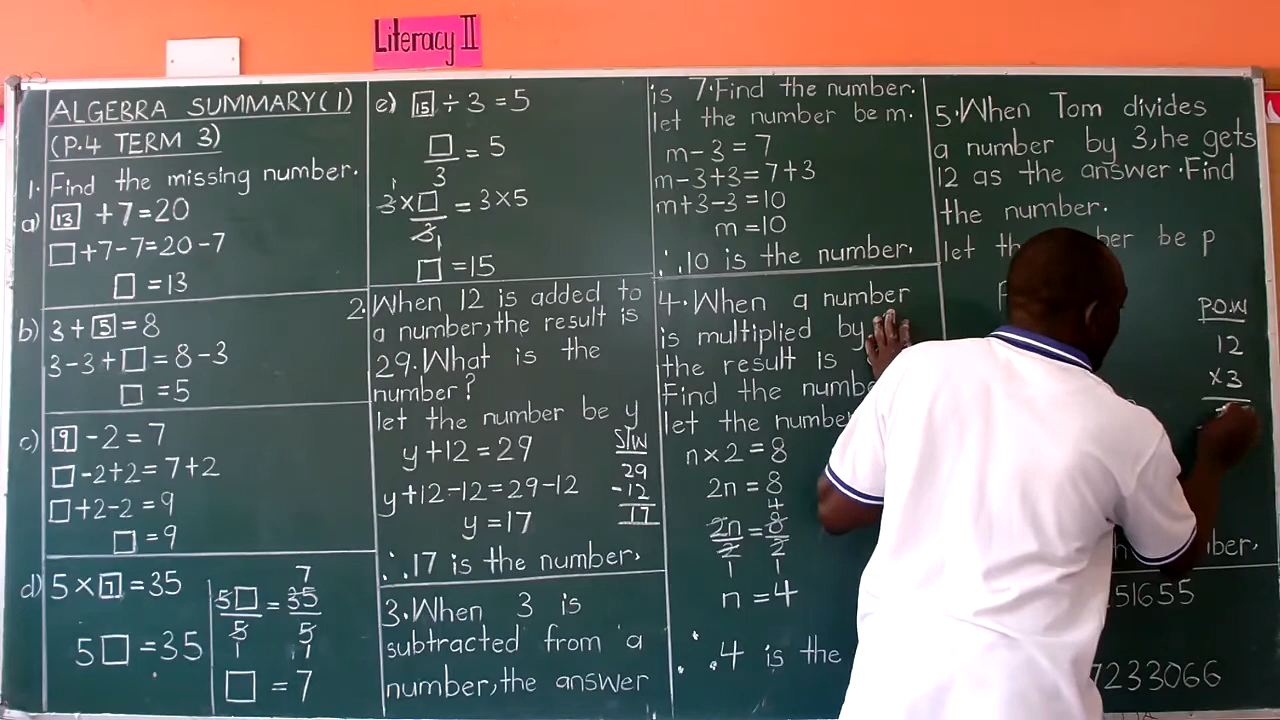 Literacy II
ALGEBRA SUMMARY(1)
(P.4 TERM 3)
1. Find the missing number.
a) [13] +7=20
□+7-7=20-7
□ =13
b) 3+[5]=8
3-3+□=8-3
□ =5
c) [9] -2=7
□-2+2=7+2
□+2-2=9
□ =9
d) 5×[7]=35
5□ =35
7
5□ = 35
5 5
1 1
□ =7
e) [15] ÷ 3 =5
□ = 5
3
1
3×□ = 3×5
3 1
□ =15
2. When 12 is added to
a number, the result is
29. What is the
number?
let the number be y
y+12=29
y+12-12=29-12
y =17
∴ 17 is the number.
S/W
29
-12
17
3. When 3 is
subtracted from a
number, the answer
is 7. Find the number.
let the number be m.
m-3=7
m-3+3=7+3
m+3-3=10
m =10
∴ 10 is the number.
4. When a number
is multiplied by
the result is
Find the
let the number
n×2=8
2n =8
4
2n = 8
2 2
1 1
n =4
∴ 4 is the
5. When Tom divides
a number by 3, he gets
12 as the answer. Find
the number.
let be p
P.O.W
12
×3
51655
7233066